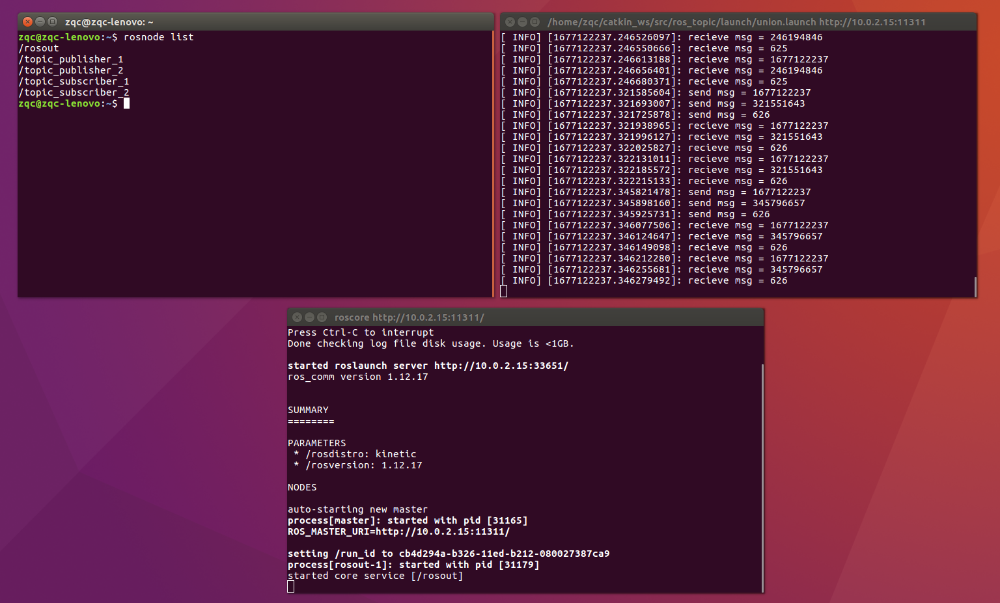 zqc@zqc-lenovo: ~
zqc@zqc-lenovo:~$ rosnode list
/rosout
/topic_publisher_1
/topic_publisher_2
/topic_subscriber_1
/topic_subscriber_2
zqc@zqc-lenovo:~$
/home/zqc/catkin_ws/src/ros_topic/launch/union.launch http://10.0.2.15:11311
[ INFO] [1677122237.246526097]: recieve msg = 246194846
[ INFO] [1677122237.246550666]: recieve msg = 625
[ INFO] [1677122237.246613188]: recieve msg = 1677122237
[ INFO] [1677122237.246656401]: recieve msg = 246194846
[ INFO] [1677122237.246680371]: recieve msg = 625
[ INFO] [1677122237.321585604]: send msg = 1677122237
[ INFO] [1677122237.321693007]: send msg = 321551643
[ INFO] [1677122237.321725878]: send msg = 626
[ INFO] [1677122237.321938965]: recieve msg = 1677122237
[ INFO] [1677122237.321996127]: recieve msg = 321551643
[ INFO] [1677122237.322025827]: recieve msg = 626
[ INFO] [1677122237.322131011]: recieve msg = 1677122237
[ INFO] [1677122237.322185572]: recieve msg = 321551643
[ INFO] [1677122237.322215133]: recieve msg = 626
[ INFO] [1677122237.345821478]: send msg = 1677122237
[ INFO] [1677122237.345898160]: send msg = 345796657
[ INFO] [1677122237.345925731]: send msg = 626
[ INFO] [1677122237.346077506]: recieve msg = 1677122237
[ INFO] [1677122237.346124647]: recieve msg = 345796657
[ INFO] [1677122237.346149098]: recieve msg = 626
[ INFO] [1677122237.346212280]: recieve msg = 1677122237
[ INFO] [1677122237.346255681]: recieve msg = 345796657
[ INFO] [1677122237.346279492]: recieve msg = 626
roscore http://10.0.2.15:11311/
Press Ctrl-C to interrupt
Done checking log file disk usage. Usage is <1GB.
started roslaunch server http://10.0.2.15:33651/
ros_comm version 1.12.17
SUMMARY
========
PARAMETERS
* /rosdistro: kinetic
* /rosversion: 1.12.17
NODES
auto-starting new master
process[master]: started with pid [31165]
ROS_MASTER_URI=http://10.0.2.15:11311/
setting /run_id to cb4d294a-b326-11ed-b212-080027387ca9
process[rosout-1]: started with pid [31179]
started core service [/rosout]